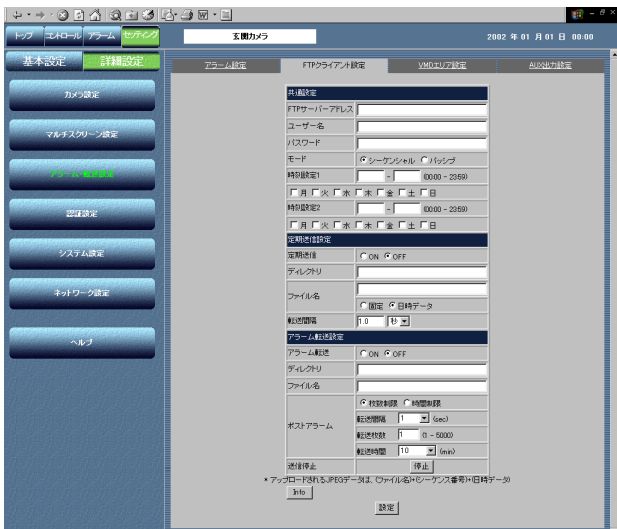 トップ コントロール アラーム セッティング 玄関カメラ 2002 年 01 月 01 日 00:00
基本設定 詳細設定
アラーム設定 FTPクライアント設定 VMDエリア設定 AUX出力設定
カメラ設定
マルチスクリーン設定
アラーム・転送設定
認証設定
システム設定
ネットワーク設定
ヘルプ
共通設定
FTPサーバーアドレス
ユーザー名
パスワード
モード シーケンシャル パッシブ
時刻設定1 - (00:00 - 23:59)
月 火 水 木 金 土 日
時刻設定2 - (00:00 - 23:59)
月 火 水 木 金 土 日
定期送信設定
定期送信 ON OFF
ディレクトリ
ファイル名
固定 日時データ
転送間隔 1.0 秒
アラーム転送設定
アラーム転送 ON OFF
ディレクトリ
ファイル名
ポストアラーム
枚数制限 時間制限
転送間隔 1 (sec)
転送枚数 1 (1 - 5000)
転送時間 10 (min)
送信停止 停止
* アップロードされるJPEGデータは、(ファイル名)+(シーケンス番号)+(日時データ)
Info
設定